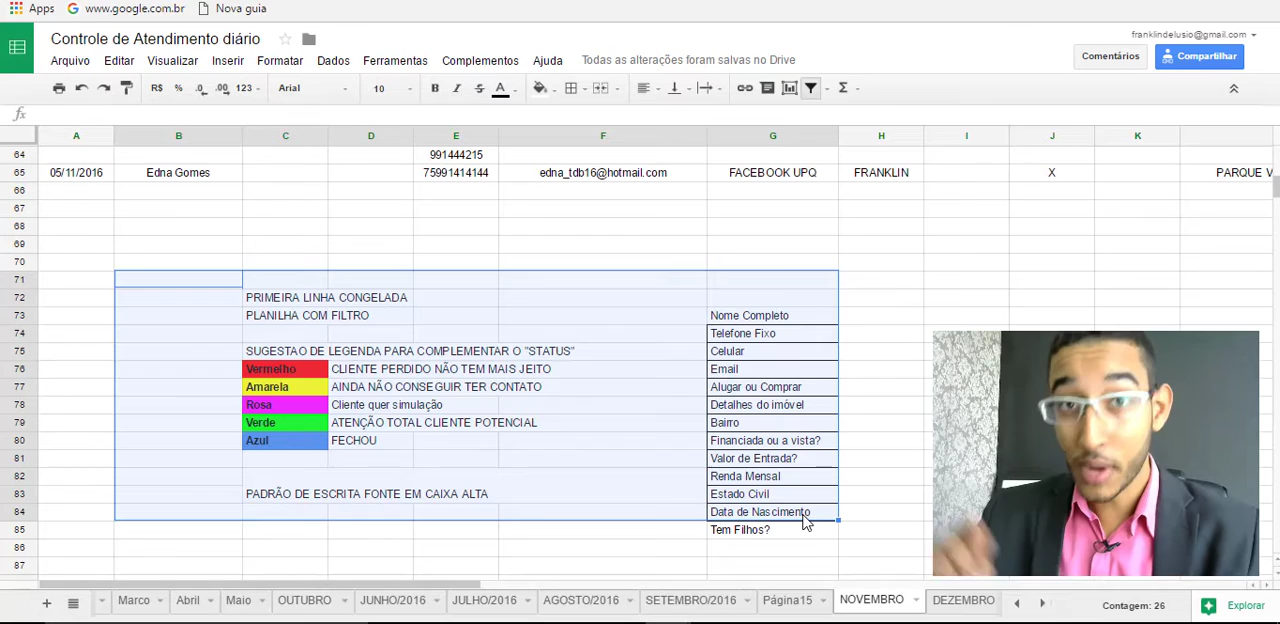 Apps www.google.com.br Nova guia
Controle de Atendimento diário
franklindelusio@gmail.com
Arquivo Editar Visualizar Inserir Formatar Dados Ferramentas Complementos Ajuda Todas as alterações foram salvas no Drive
Comentários Compartilhar
R$ % .0 .00 123 Arial 10 B I S A Σ
fx
A B C D E F G H I J K
64 991444215
65 05/11/2016 Edna Gomes 75991414144 edna_tdb16@hotmail.com FACEBOOK UPQ FRANKLIN X PARQUE V
66
67
68
69
70
71
72 PRIMEIRA LINHA CONGELADA
73 PLANILHA COM FILTRO Nome Completo
74 Telefone Fixo
75 SUGESTAO DE LEGENDA PARA COMPLEMENTAR O "STATUS" Celular
76 Vermelho CLIENTE PERDIDO NÃO TEM MAIS JEITO Email
77 Amarela AINDA NÃO CONSEGUIR TER CONTATO Alugar ou Comprar
78 Rosa Cliente quer simulação Detalhes do imóvel
79 Verde ATENÇÃO TOTAL CLIENTE POTENCIAL Bairro
80 Azul FECHOU Financiada ou a vista?
81 Valor de Entrada?
82 Renda Mensal
83 PADRÃO DE ESCRITA FONTE EM CAIXA ALTA Estado Civil
84 Data de Nascimento
85 Tem Filhos?
86
87
Marco Abril Maio OUTUBRO JUNHO/2016 JULHO/2016 AGOSTO/2016 SETEMBRO/2016 Página15 NOVEMBRO DEZEMBRO Contagem: 26 Explorar